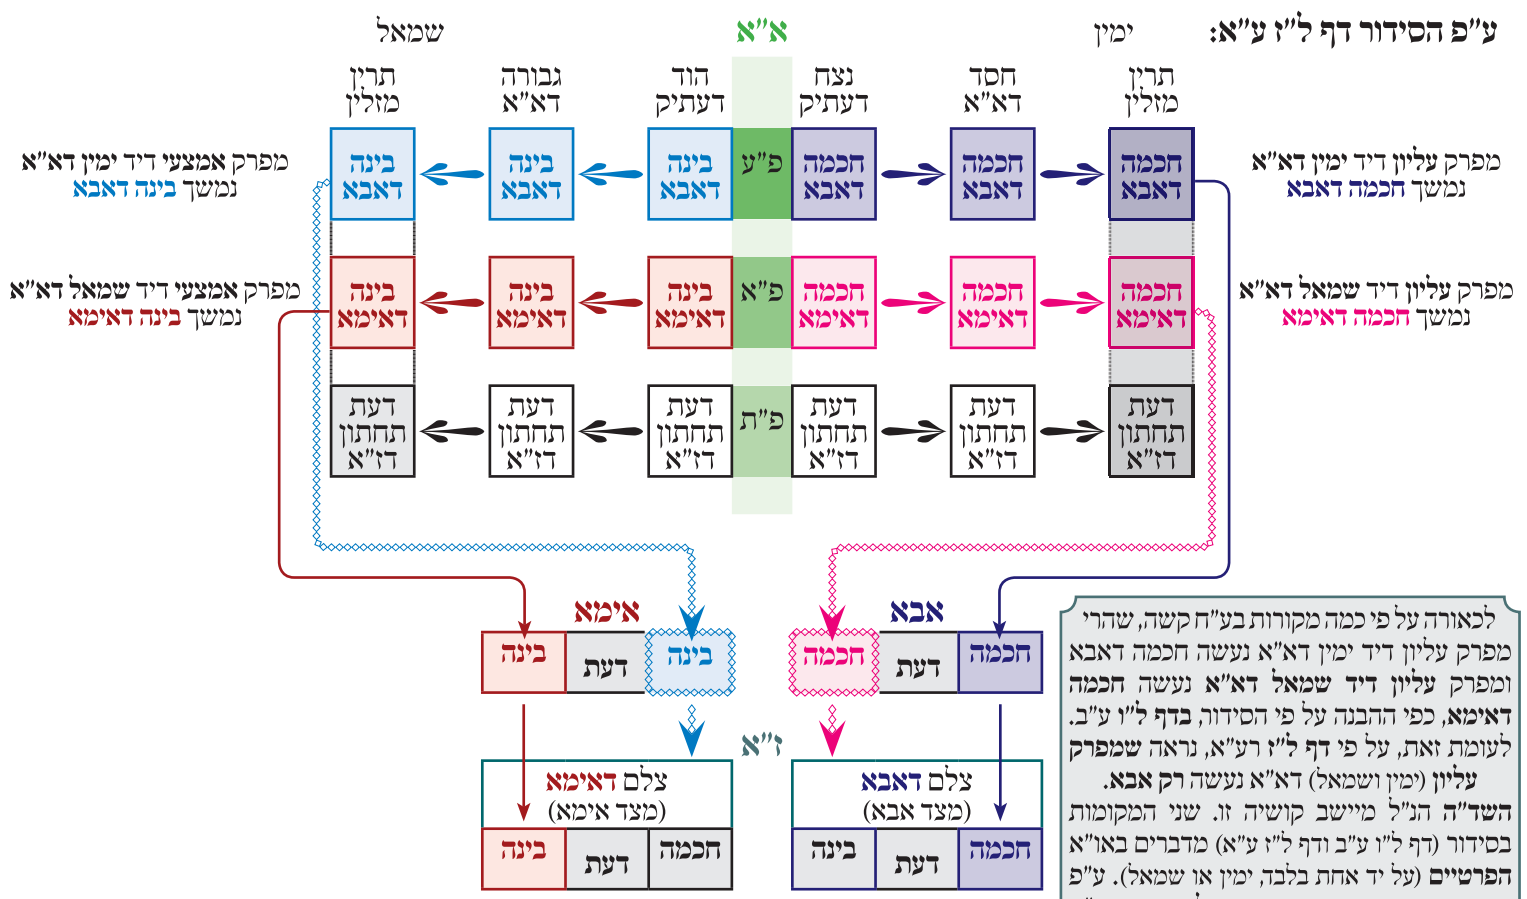 ע״פ הסידור דף ל״ז ע״א:
ימין
א״א
שמאל
תרין
מזלין
חסד
דא״א
נצח
דעתיק
הוד
דעתיק
גבורה
דא״א
תרין
מזלין
מפרק עליון דיד ימין דא״א
נמשך חכמה דאבא
חכמה
דאבא
חכמה
דאבא
חכמה
דאבא
פ״ע
בינה
דאבא
בינה
דאבא
בינה
דאבא
מפרק אמצעי דיד ימין דא״א
נמשך בינה דאבא
מפרק עליון דיד שמאל דא״א
נמשך חכמה דאימא
חכמה
דאימא
חכמה
דאימא
חכמה
דאימא
פ״א
בינה
דאימא
בינה
דאימא
בינה
דאימא
מפרק אמצעי דיד שמאל דא״א
נמשך בינה דאימא
דעת
תחתון
דז״א
דעת
תחתון
דז״א
דעת
תחתון
דז״א
פ״ת
דעת
תחתון
דז״א
דעת
תחתון
דז״א
דעת
תחתון
דז״א
אבא
חכמה
דעת
חכמה
אימא
בינה
דעת
בינה
ז״א
צלם דאבא
(מצד אבא)
חכמה
דעת
בינה
צלם דאימא
(מצד אימא)
חכמה
דעת
בינה
לכאורה על פי כמה מקורות בע״ח קשה, שהרי
מפרק עליון דיד ימין דא״א נעשה חכמה דאבא
ומפרק עליון דיד שמאל דא״א נעשה חכמה
דאימא, כפי ההבנה על פי הסידור, בדף ל״ו ע״ב.
לעומת זאת, על פי דף ל״ז רע״א, נראה שמפרק
עליון (ימין ושמאל) דא״א נעשה רק אבא.
השד״ה הנ״ל מיישב קושיה זו. שני המקומות
בסידור (דף ל״ו ע״ב ודף ל״ז ע״א) מדברים באו״א
הפרטיים (על יד אחת בלבד, ימין או שמאל). ע״פ